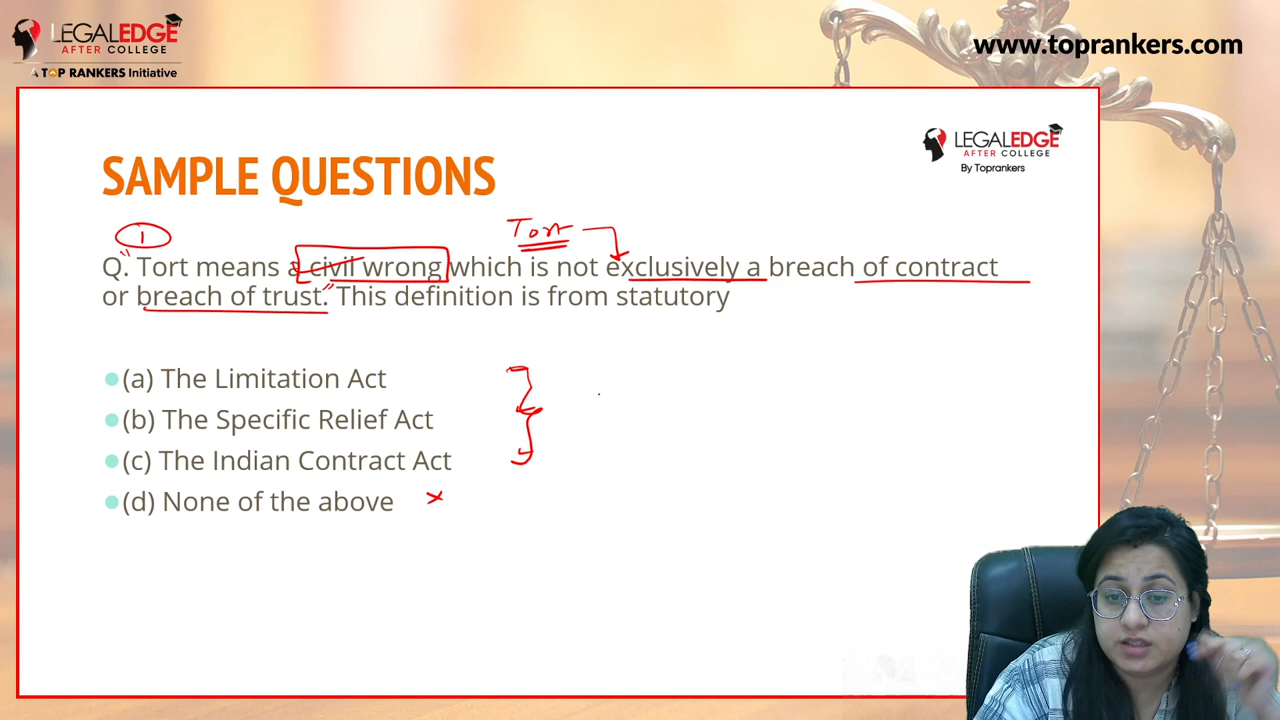 LEGALEDGE
AFTER COLLEGE
A TOP RANKERS Initiative
www.toprankers.com
LEGALEDGE
AFTER COLLEGE
By Toprankers
SAMPLE QUESTIONS
1
Tort
Q. "Tort means a civil wrong which is not exclusively a breach of contract
or breach of trust." This definition is from statutory
(a) The Limitation Act
(b) The Specific Relief Act
(c) The Indian Contract Act
(d) None of the above